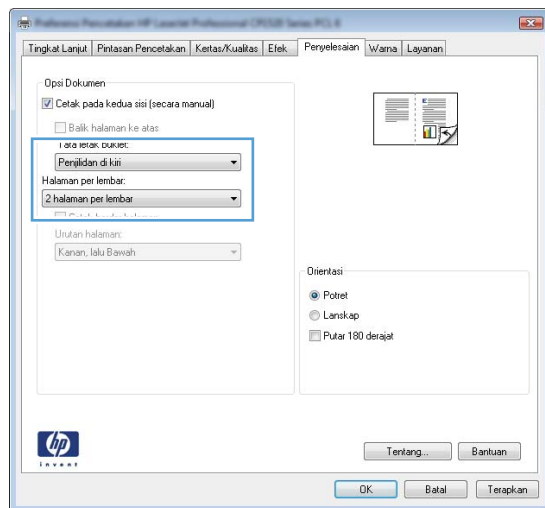 Preferensi Pencetakan HP LaserJet Professional CP1520 Series PCL 6
Tingkat Lanjut Pintasan Pencetakan Kertas/Kualitas Efek Penyelesaian Warna Layanan
Opsi Dokumen
Cetak pada kedua sisi (secara manual)
Balik halaman ke atas
Tata letak buklet:
Penjilidan di kiri
Halaman per lembar:
2 halaman per lembar
Urutan halaman:
Kanan, lalu Bawah
Orientasi
Potret
Lanskap
Putar 180 derajat
hp
invent
Tentang... Bantuan
OK Batal Terapkan